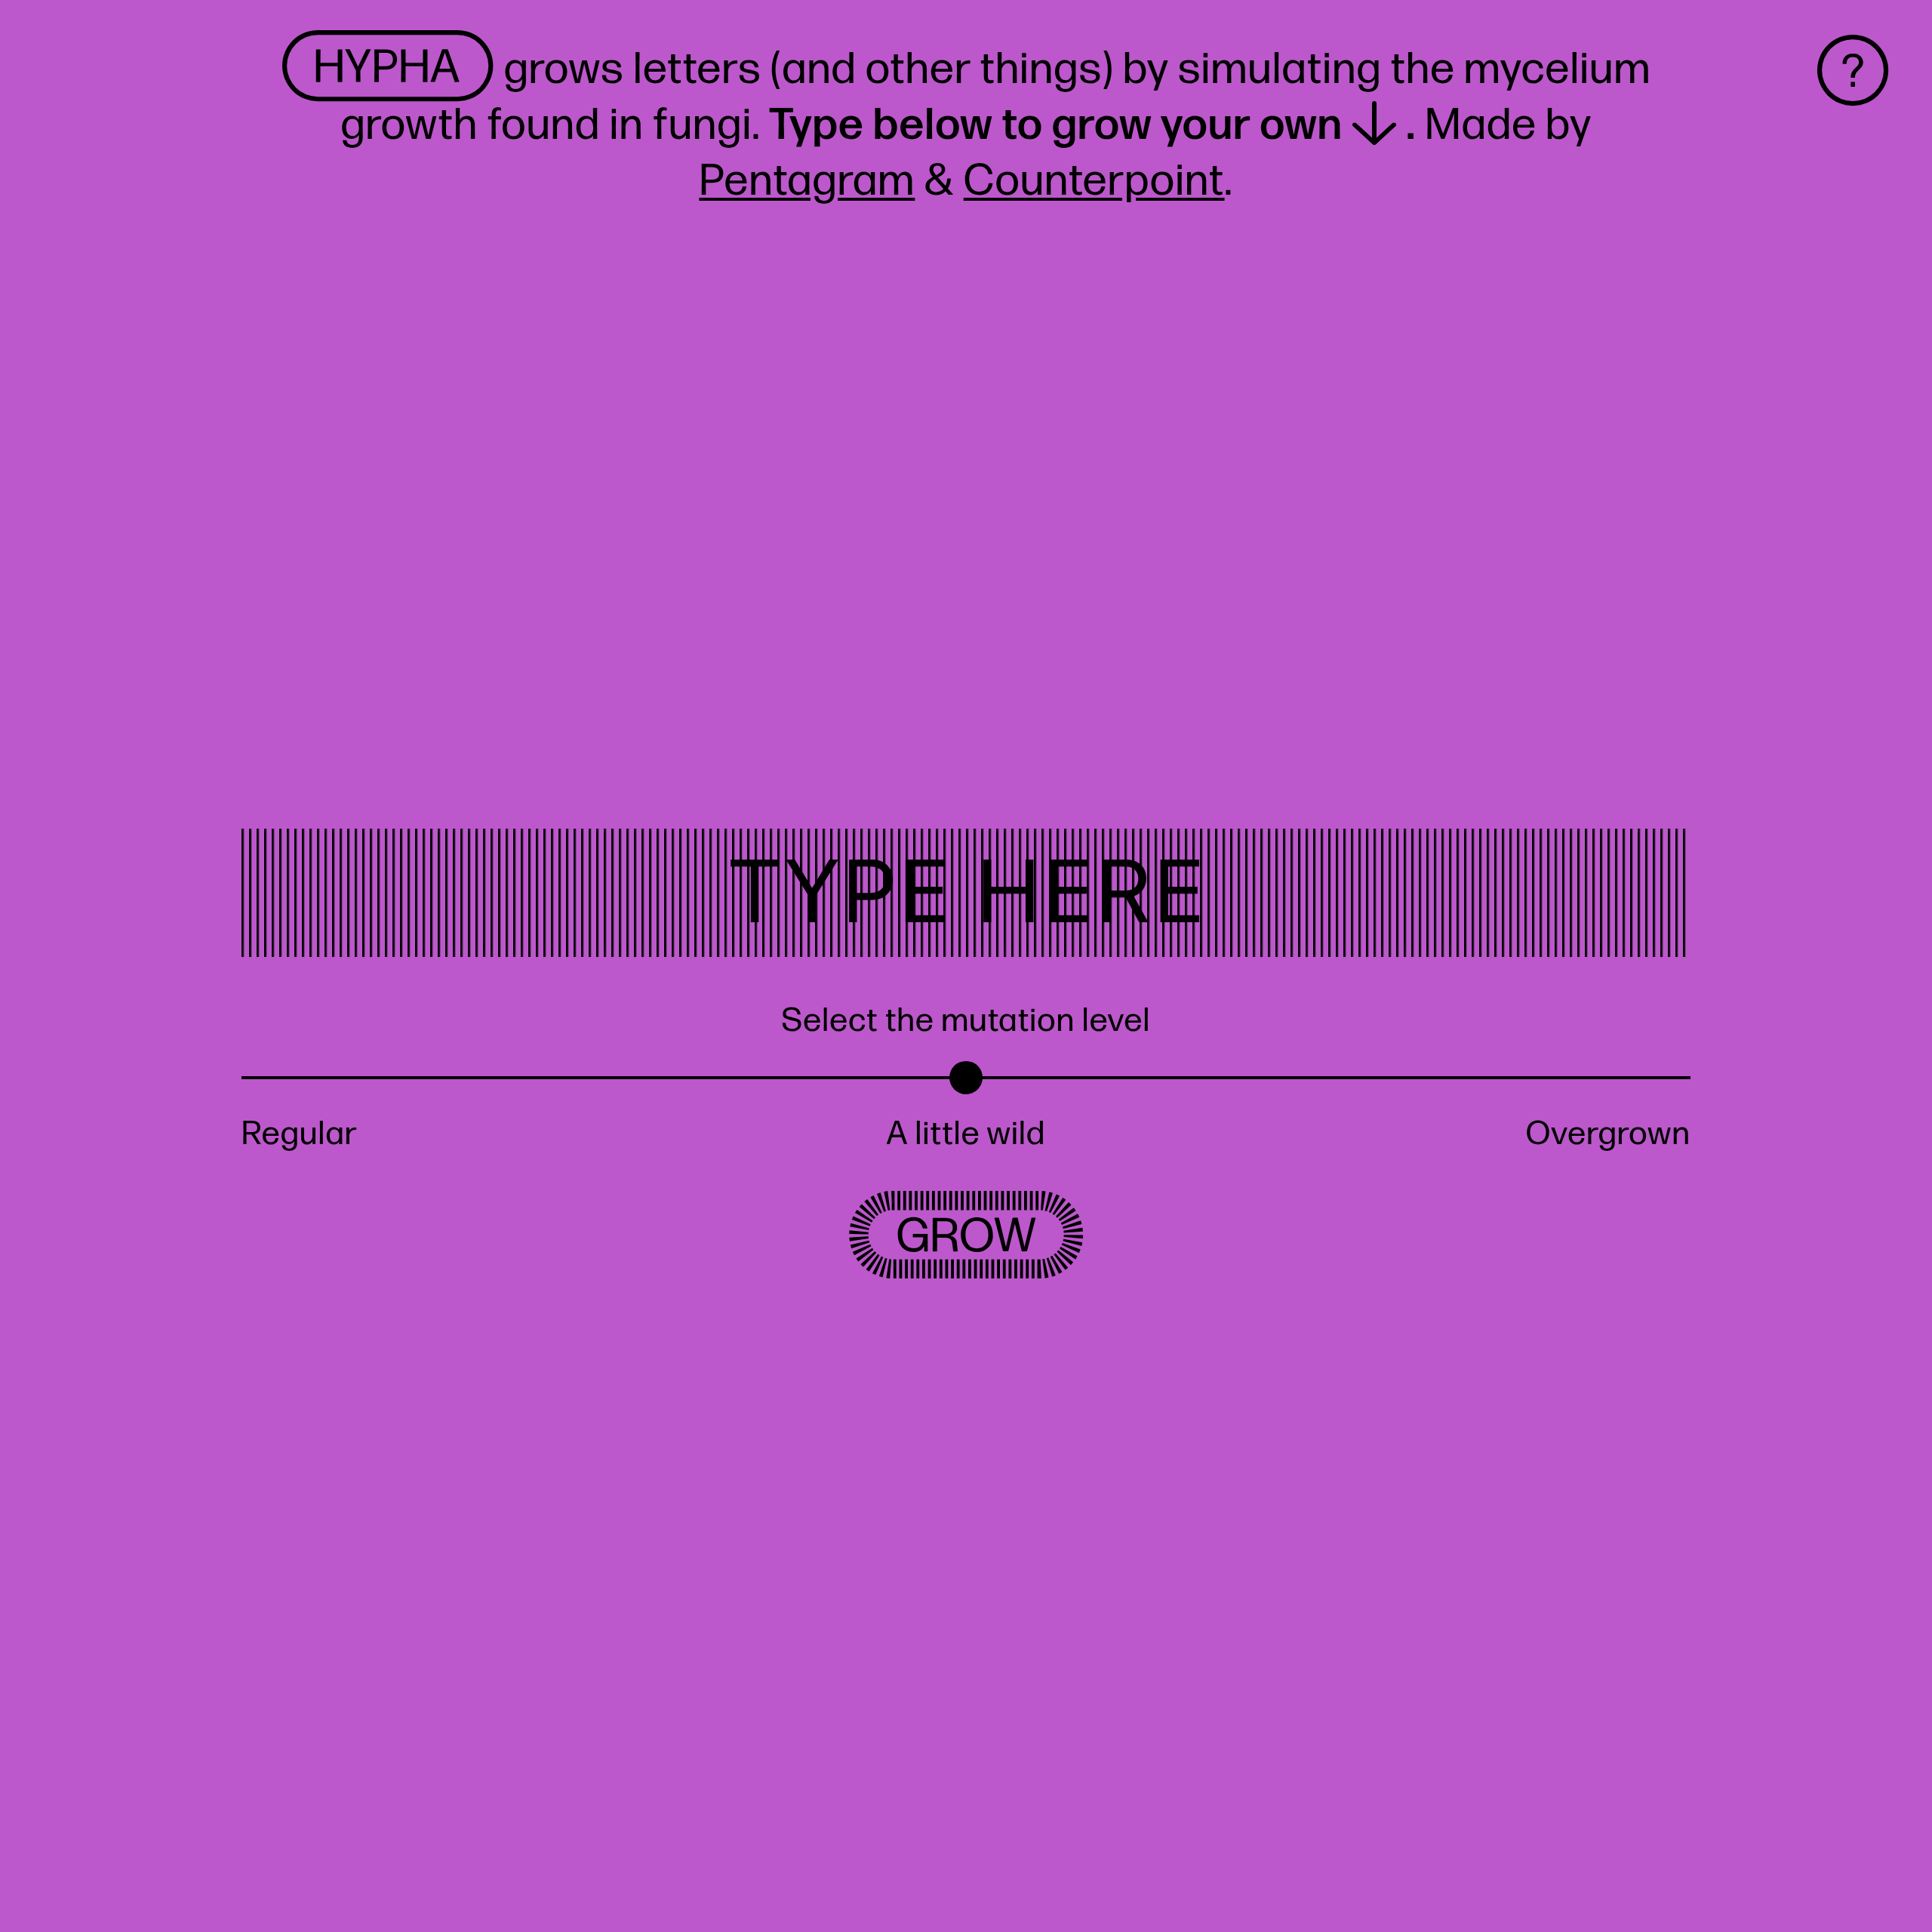 HYPHA grows letters (and other things) by simulating the mycelium
growth found in fungi. Type below to grow your own ↓ . Made by
Pentagram & Counterpoint.
?
TYPE HERE
Select the mutation level
Regular
A little wild
Overgrown
GROW